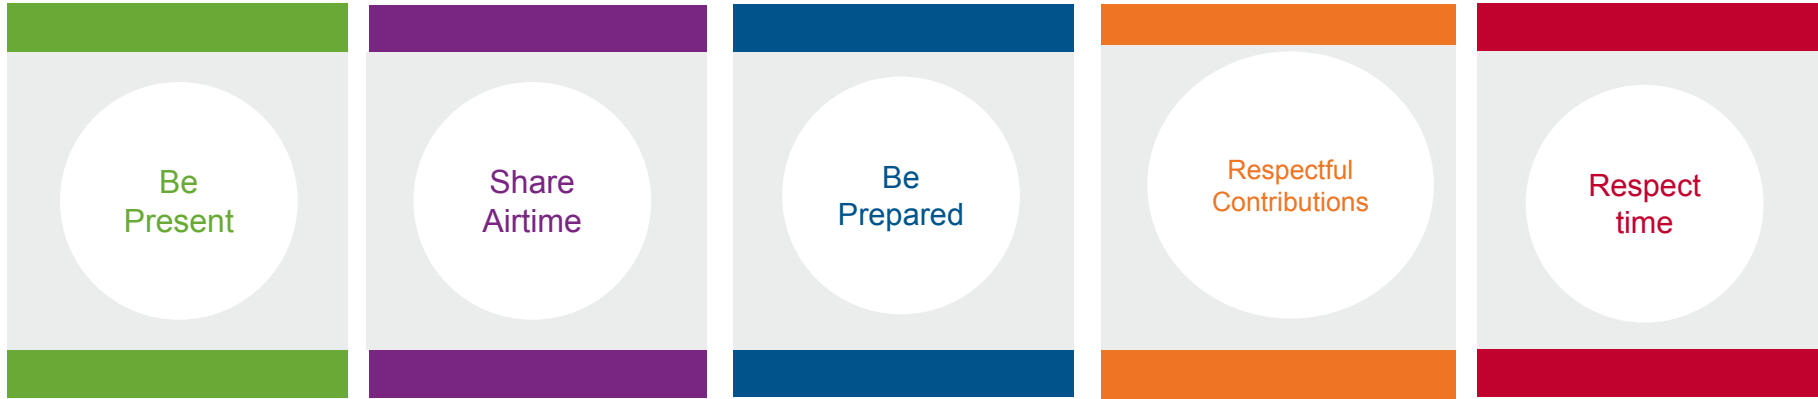 Be
Present
Share
Airtime
Be
Prepared
Respectful
Contributions
Respect
time